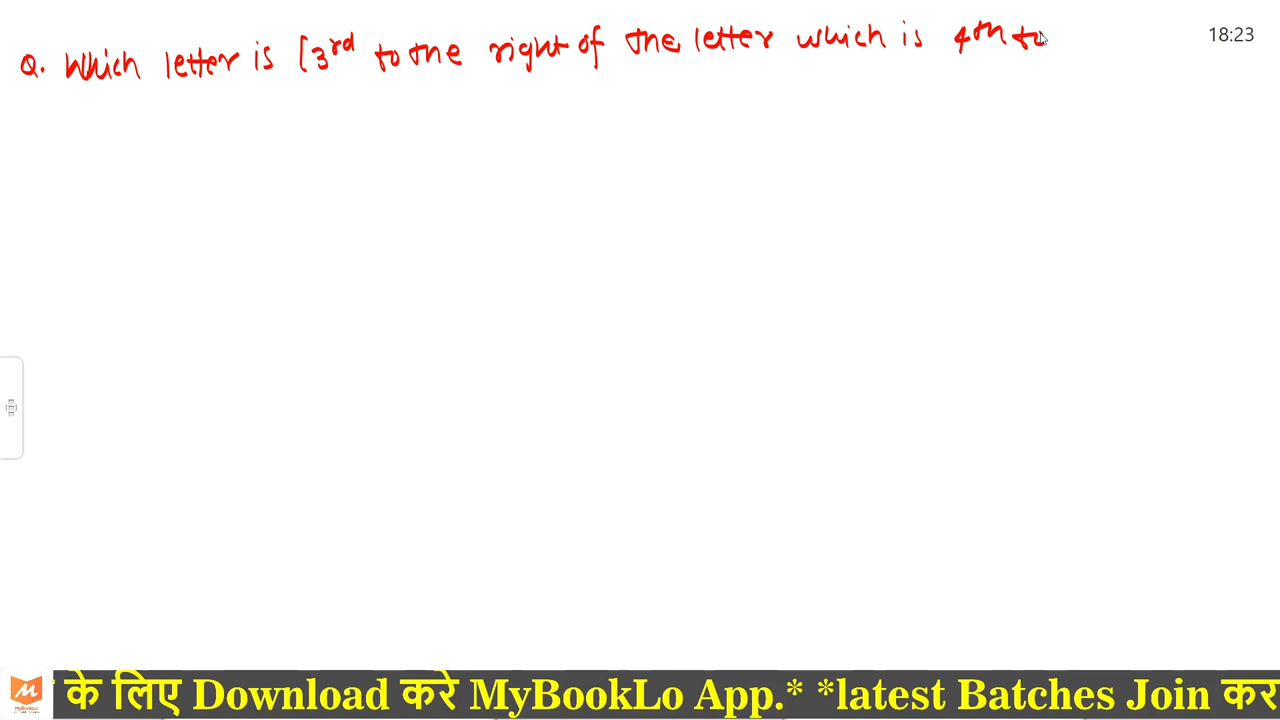 Q. Which letter is [3rd to the right of the letter which is 4th to
18:23
के लिए Download करे MyBookLo App.* *latest Batches Join कर
MyBookLo